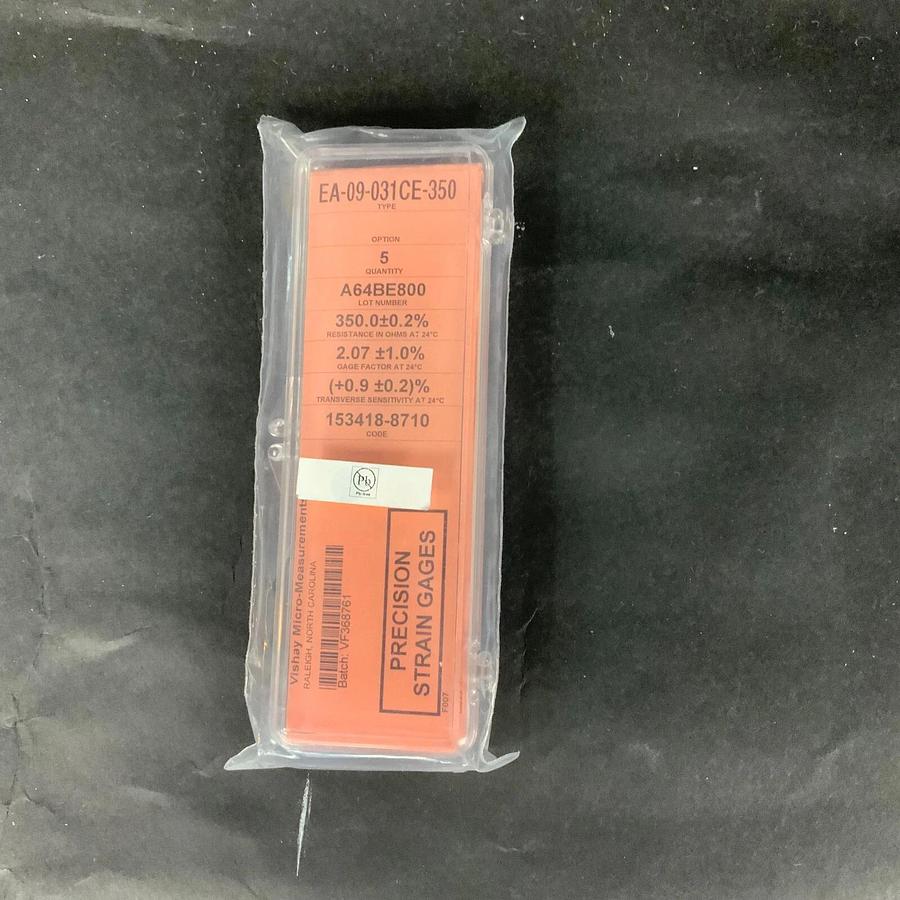 EA-09-031CE-350
TYPE
OPTION
5
QUANTITY
A64BE800
LOT NUMBER
350.0±0.2%
RESISTANCE IN OHMS AT 24°C
2.07 ±1.0%
GAGE FACTOR AT 24°C
(+0.9 ±0.2)%
TRANSVERSE SENSITIVITY AT 24°C
153418-8710
CODE
Pb
Pb-free
Vishay Micro-Measurements
RALEIGH, NORTH CAROLINA
Batch: VF368761
PRECISION
STRAIN GAGES
F007